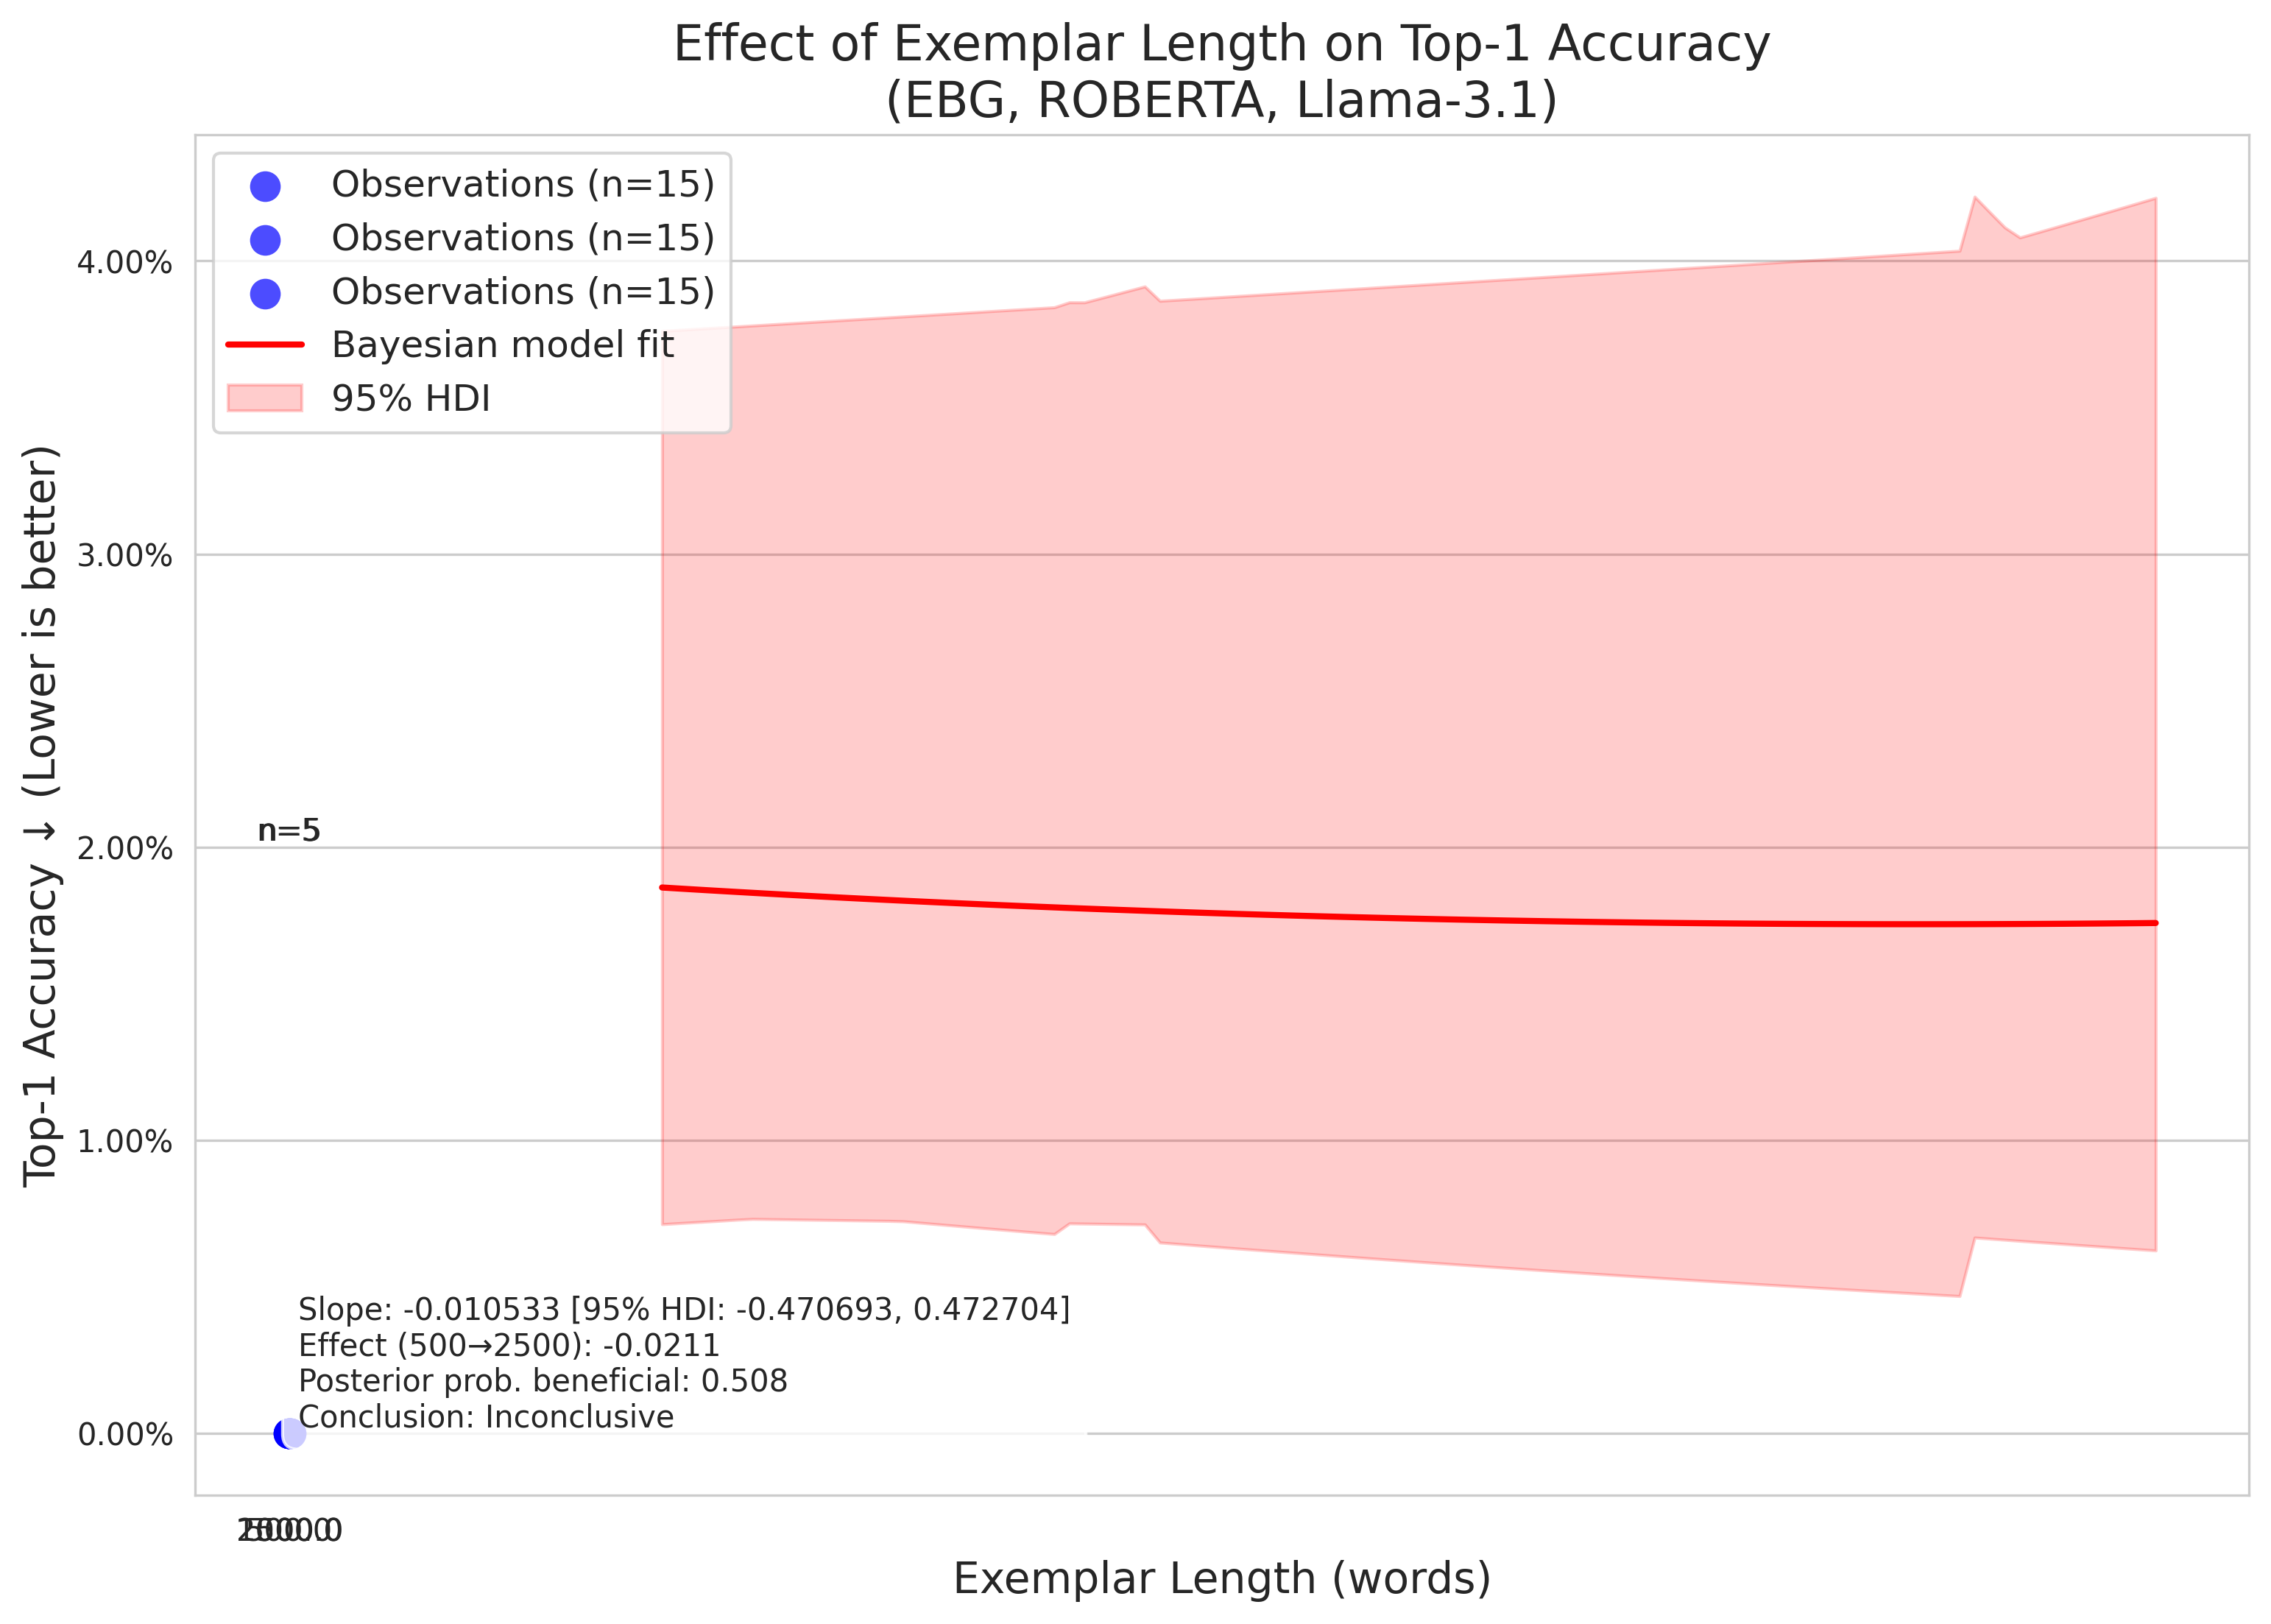 Effect of Exemplar Length on Top-1 Accuracy
(EBG, ROBERTA, Llama-3.1)
Observations (n=15)
Observations (n=15)
Observations (n=15)
Bayesian model fit
95% HDI
Top-1 Accuracy ↓ (Lower is better)
4.00%
3.00%
2.00%
1.00%
0.00%
n=5
Slope: -0.010533 [95% HDI: -0.470693, 0.472704]
Effect (500→2500): -0.0211
Posterior prob. beneficial: 0.508
Conclusion: Inconclusive
Exemplar Length (words)